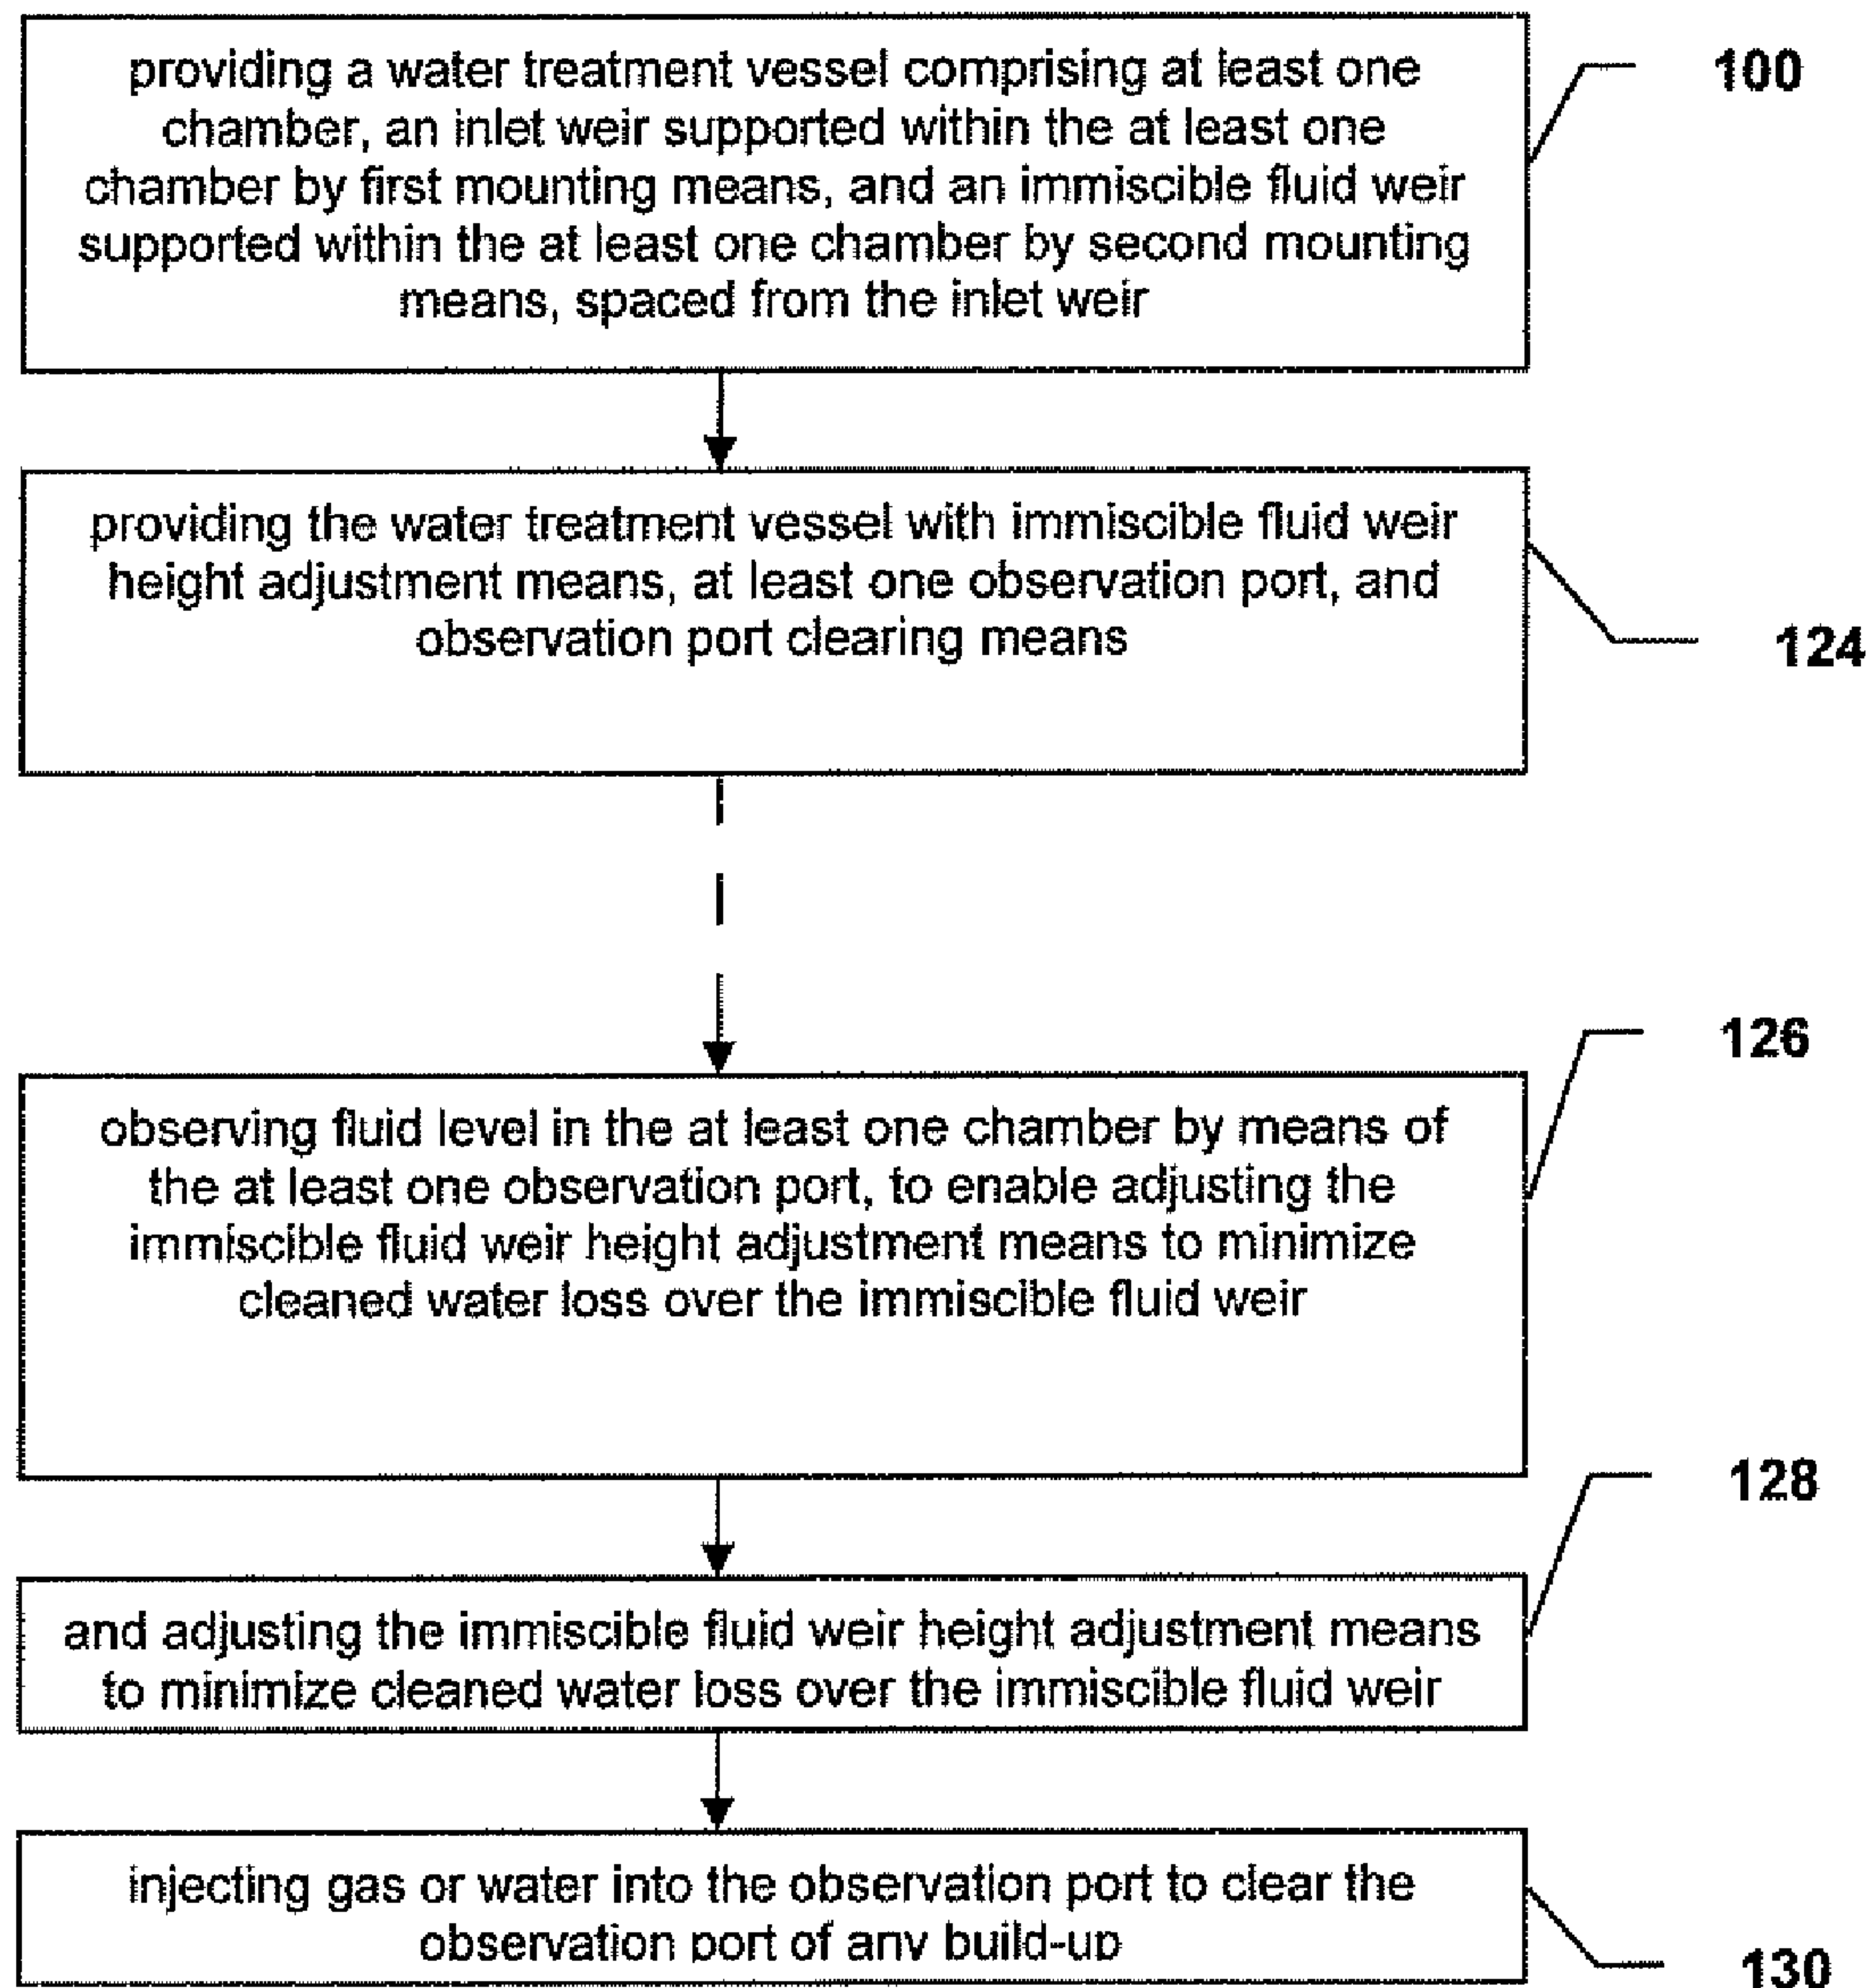 providing a water treatment vessel comprising at least one
chamber, an inlet weir supported within the at least one
chamber by first mounting means, and an immiscible fluid weir
supported within the at least one chamber by second mounting
means, spaced from the inlet weir
100
providing the water treatment vessel with immiscible fluid weir
height adjustment means, at least one observation port, and
observation port clearing means
124
observing fluid level in the at least one chamber by means of
the at least one observation port, to enable adjusting the
immiscible fluid weir height adjustment means to minimize
cleaned water loss over the immiscible fluid weir
126
and adjusting the immiscible fluid weir height adjustment means
to minimize cleaned water loss over the immiscible fluid weir
128
injecting gas or water into the observation port to clear the
observation port of any build-up
130